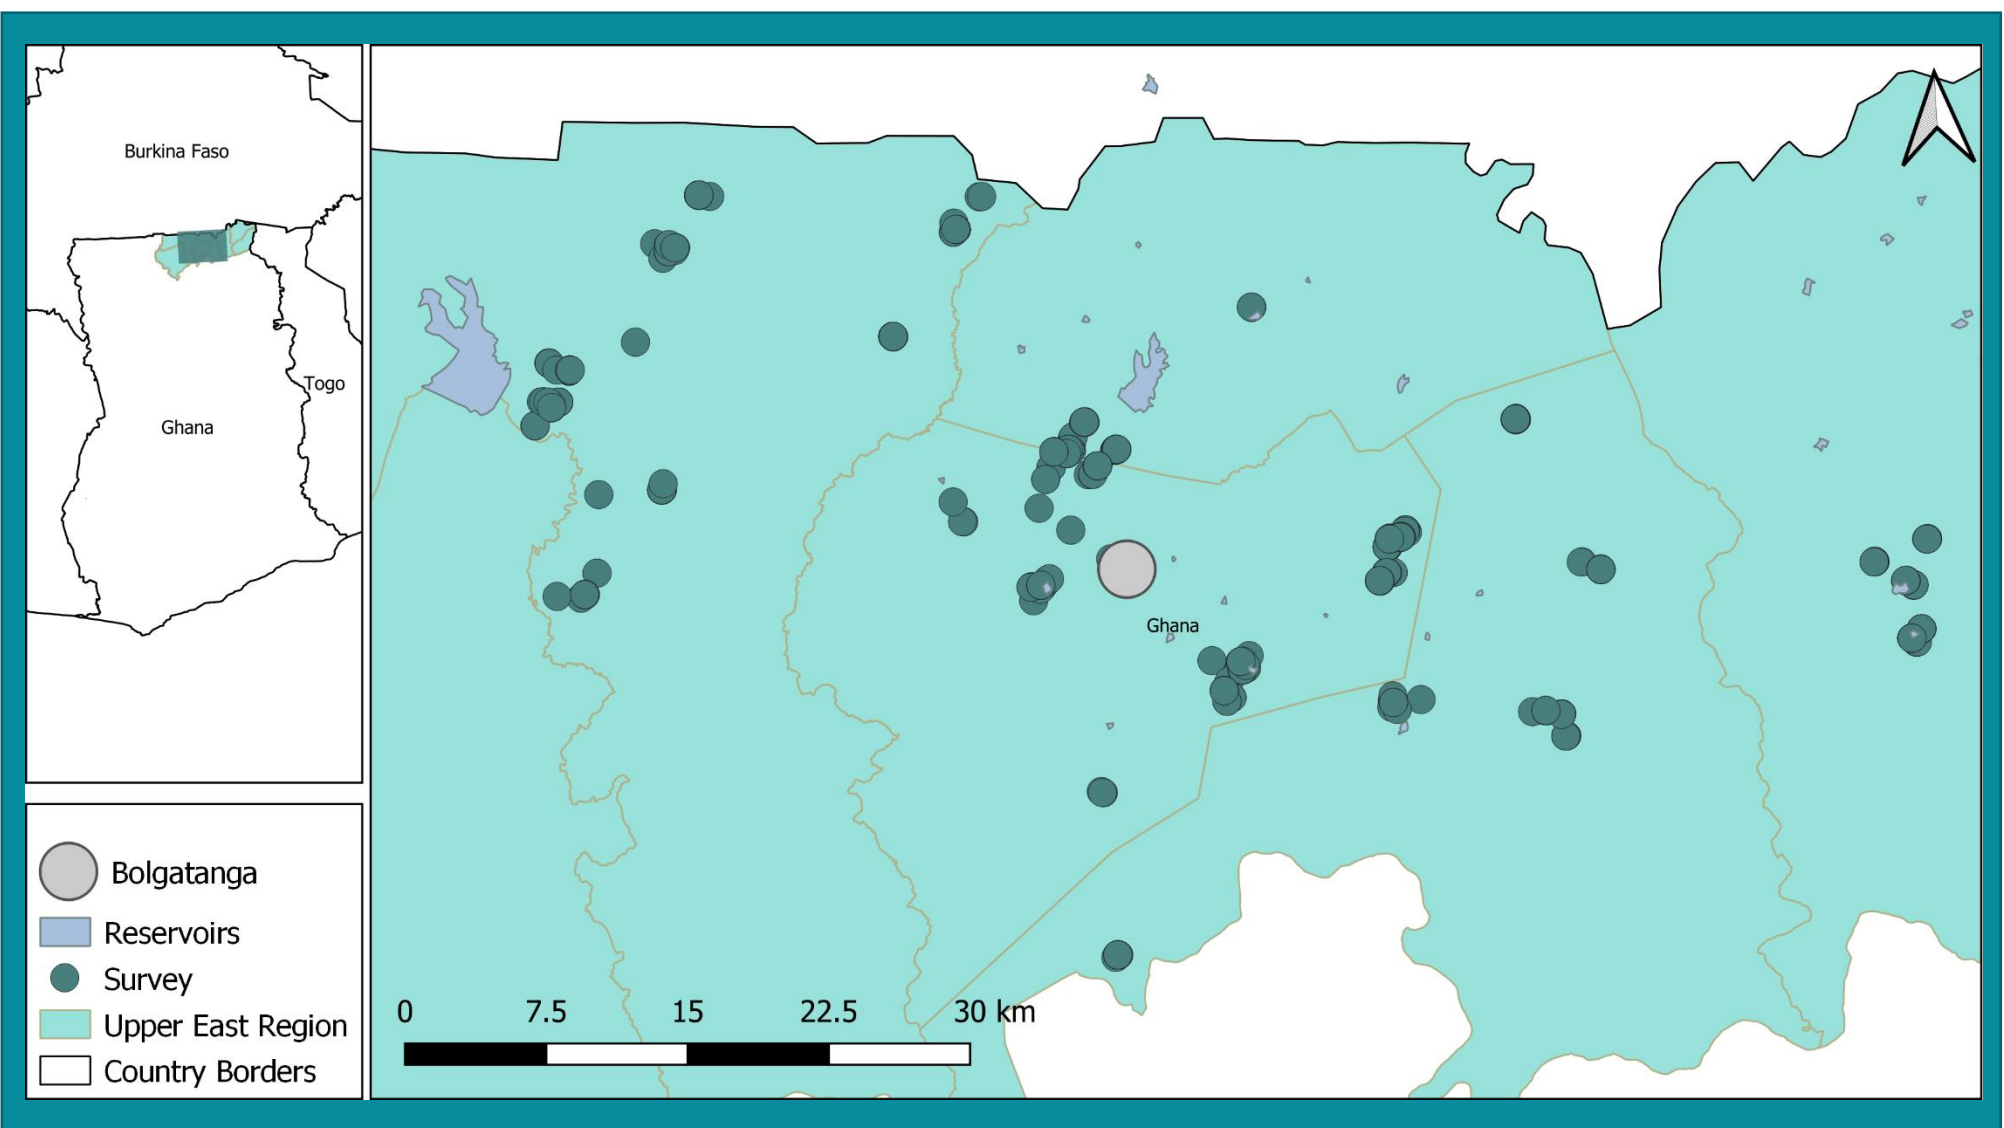 Burkina Faso
Togo
Ghana
Bolgatanga
Reservoirs
Survey
Upper East Region
Country Borders
Ghana
0 7.5 15 22.5 30 km